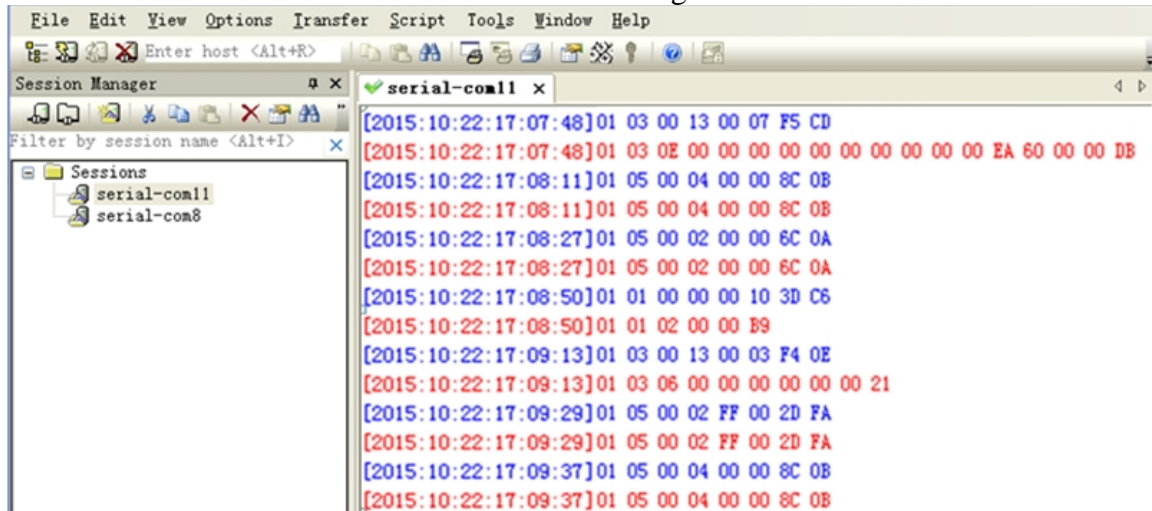 File Edit View Options Transfer Script Tools Window Help
Enter host <Alt+R>
Session Manager
serial-com11
Filter by session name <Alt+I>
Sessions
serial-com11
serial-com8
[2015:10:22:17:07:48]01 03 00 13 00 07 F5 CD
[2015:10:22:17:07:48]01 03 0E 00 00 00 00 00 00 00 00 00 00 EA 60 00 00 DB
[2015:10:22:17:08:11]01 05 00 04 00 00 8C 0B
[2015:10:22:17:08:11]01 05 00 04 00 00 8C 0B
[2015:10:22:17:08:27]01 05 00 02 00 00 6C 0A
[2015:10:22:17:08:27]01 05 00 02 00 00 6C 0A
[2015:10:22:17:08:50]01 01 00 00 00 10 3D C6
[2015:10:22:17:08:50]01 01 02 00 00 B9
[2015:10:22:17:09:13]01 03 00 13 00 03 F4 0E
[2015:10:22:17:09:13]01 03 06 00 00 00 00 00 00 21
[2015:10:22:17:09:29]01 05 00 02 FF 00 2D FA
[2015:10:22:17:09:29]01 05 00 02 FF 00 2D FA
[2015:10:22:17:09:37]01 05 00 04 00 00 8C 0B
[2015:10:22:17:09:37]01 05 00 04 00 00 8C 0B